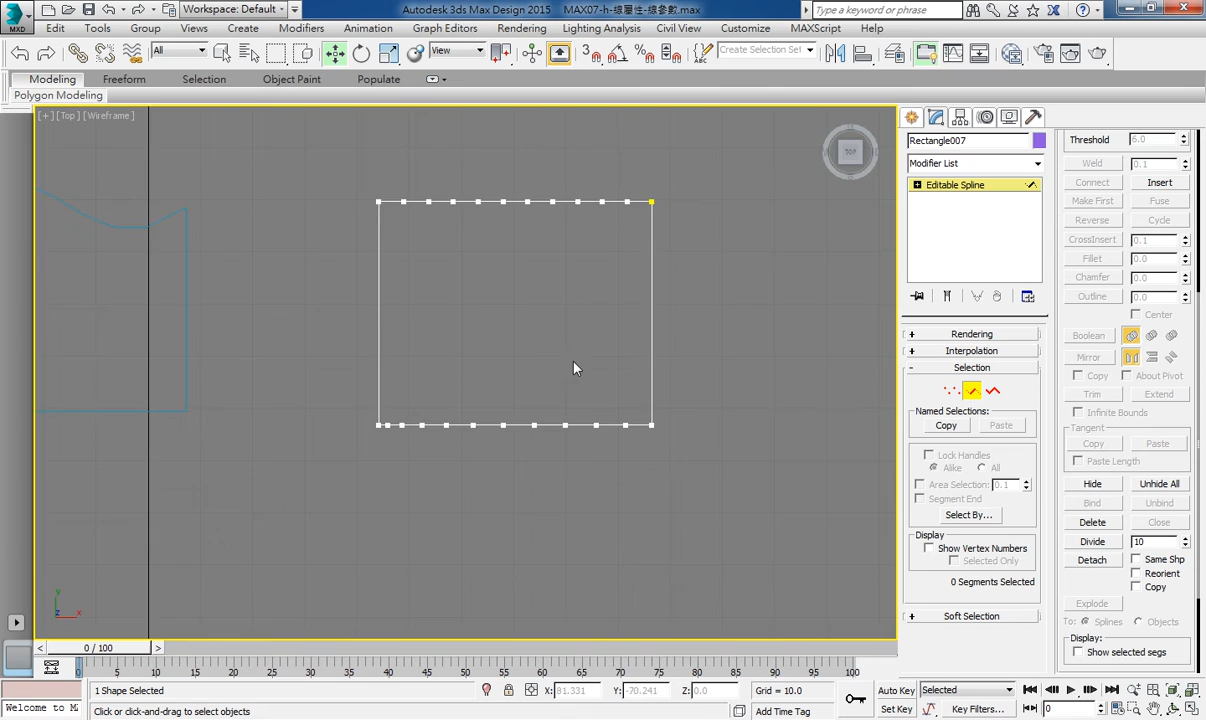 Workspace: Default
Autodesk 3ds Max Design 2015
MAX07-h-線屬性-線參數.max
Type a keyword or phrase
MXD
Edit Tools Group Views Create Modifiers Animation Graph Editors Rendering Lighting Analysis Civil View Customize MAXScript Help
All
View
3
Create Selection Set
Modeling Freeform Selection Object Paint Populate
Polygon Modeling
[+] [Top] [Wireframe]
TOP
Rectangle007
Modifier List
Editable Spline
Rendering
Interpolation
Selection
Named Selections:
Copy Paste
Lock Handles
Alike All
Area Selection: 0.1
Segment End
Select By...
Display
Show Vertex Numbers
Selected Only
0 Segments Selected
Soft Selection
Threshold 6.0
Weld 0.1
Connect Insert
Make First Fuse
Reverse Cycle
CrossInsert 0.1
Fillet 0.0
Chamfer 0.0
Outline 0.0
Center
Boolean
Mirror
Copy About Pivot
Trim Extend
Infinite Bounds
Tangent
Copy Paste
Paste Length
Hide Unhide All
Bind Unbind
Delete Close
Divide 10
Detach Same Shp
Reorient
Copy
Explode
To: Splines Objects
Display:
Show selected segs
y
z x
0 / 100
0 5 10 15 20 25 30 35 40 45 50 55 60 65 70 75 80 85 90 95 100
1 Shape Selected
X: 81.331 Y: -70.241 Z: 0.0
Grid = 10.0
Auto Key Selected
Welcome to M
Click or click-and-drag to select objects
Add Time Tag
Set Key Key Filters... 0